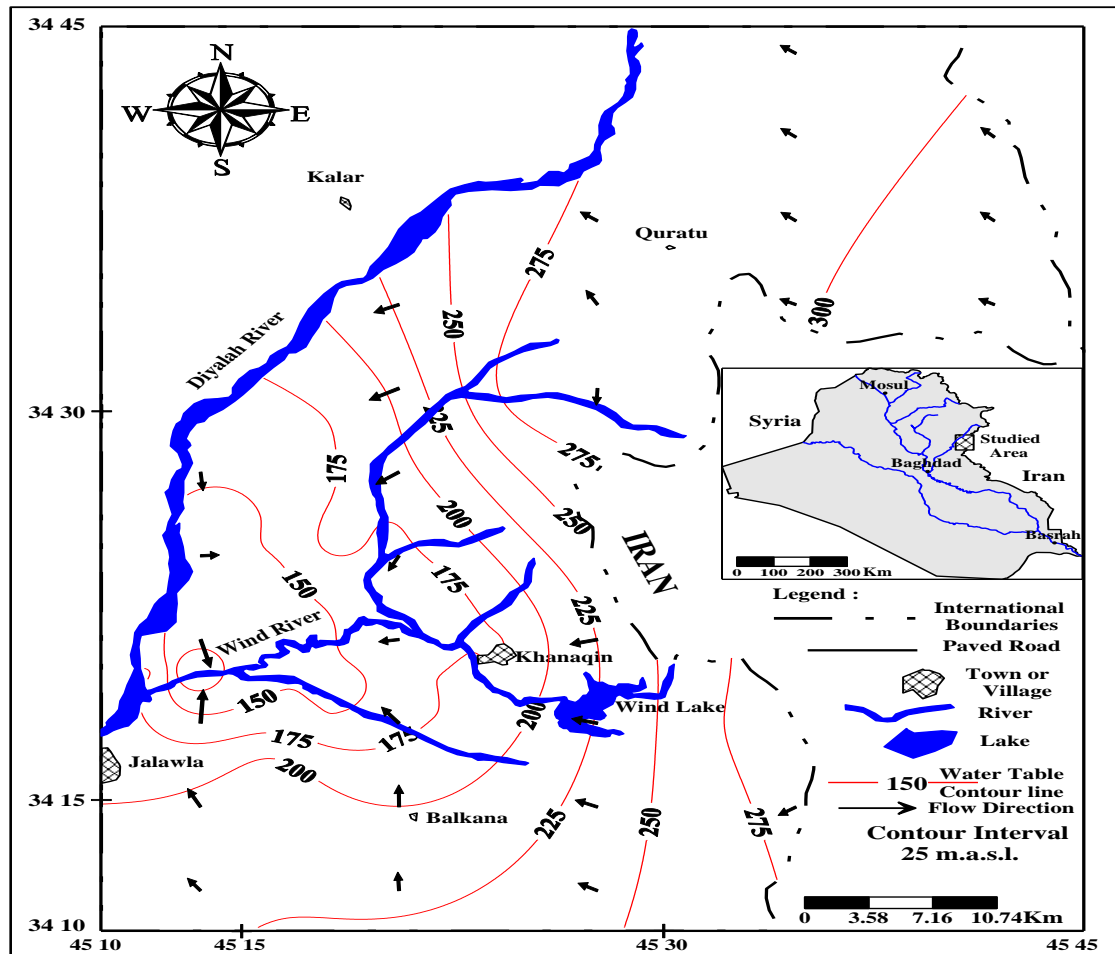 34 45
N
W
E
S
Kalar
Quratu
275
300
250
Diyalah River
34 30
225
175
275
Mosul
Syria
Studied
Area
Baghdad
Iran
Basrah
0 100 200 300 Km
200
250
IRAN
150
175
225
Wind River
Khanaqin
Wind Lake
150
200
175
175
Jalawla
200
34 15
Balkana
225
250
275
Legend :
International
Boundaries
Paved Road
Town or
Village
River
Lake
150
Water Table
Contour line
Flow Direction
Contour Interval
25 m.a.s.l.
0 3.58 7.16 10.74Km
34 10
45 10
45 15
45 30
45 45